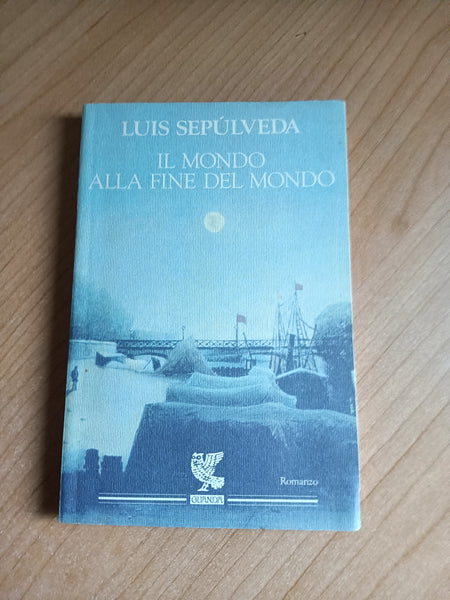 LUIS SEPÚLVEDA
IL MONDO
ALLA FINE DEL MONDO
GUANDA
Romanzo